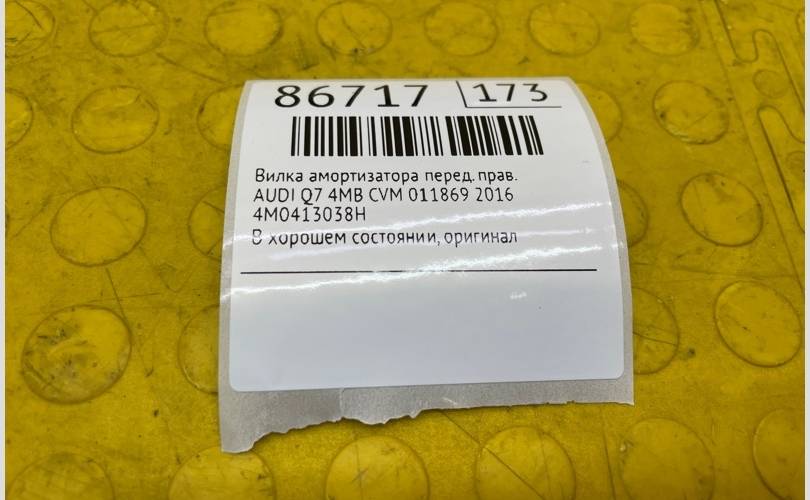 86717 173
Вилка амортизатора перед. прав.
AUDI Q7 4MB CVM 011869 2016
4M0413038H
В хорошем состоянии, оригинал